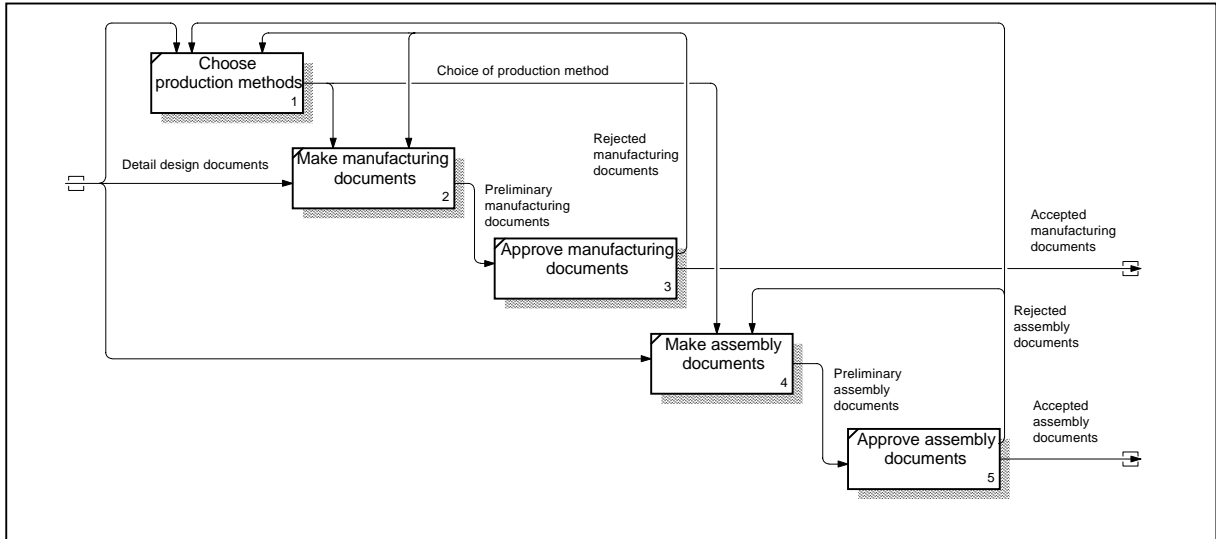 Choose
production methods
1
Choice of production method
Detail design documents
Make manufacturing
documents
2
Rejected
manufacturing
documents
Preliminary
manufacturing
documents
Approve manufacturing
documents
3
Accepted
manufacturing
documents
Make assembly
documents
4
Rejected
assembly
documents
Preliminary
assembly
documents
Accepted
assembly
documents
Approve assembly
documents
5